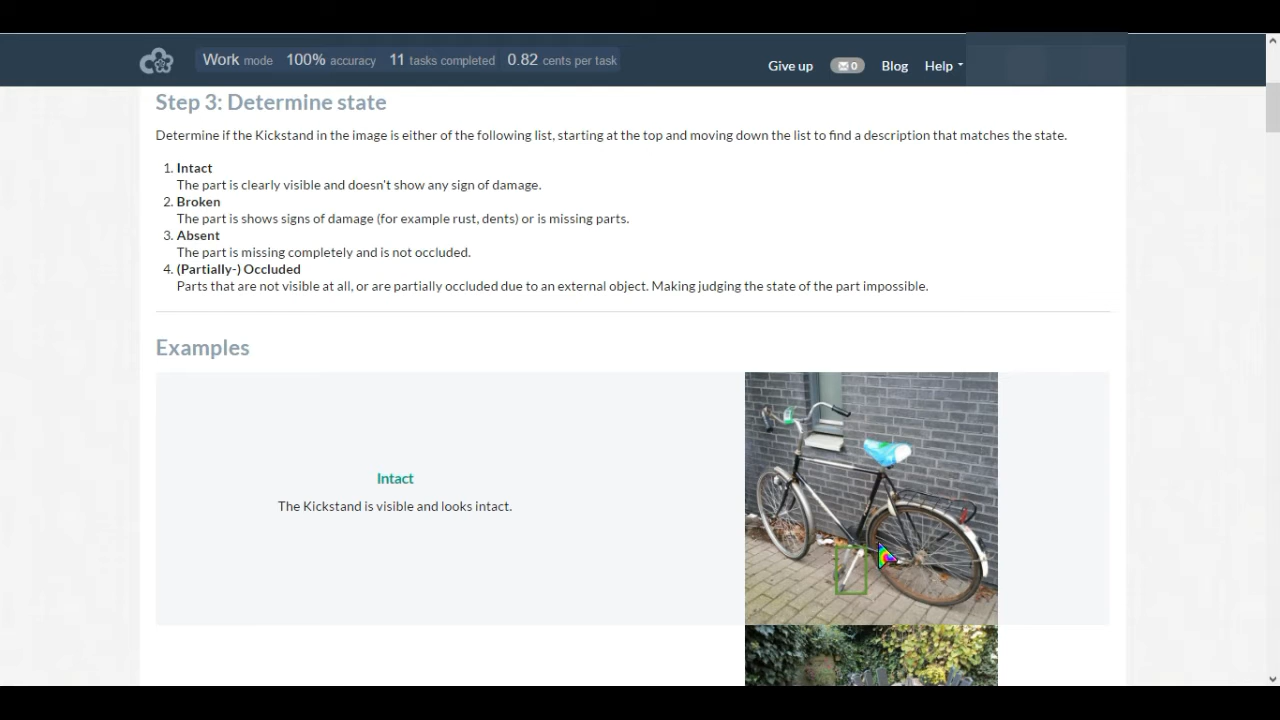 Work mode 100% accuracy 11 tasks completed 0.82 cents per task
Give up 0 Blog Help
Step 3: Determine state
Determine if the Kickstand in the image is either of the following list, starting at the top and moving down the list to find a description that matches the state.
1. Intact
The part is clearly visible and doesn't show any sign of damage.
2. Broken
The part is shows signs of damage (for example rust, dents) or is missing parts.
3. Absent
The part is missing completely and is not occluded.
4. (Partially-) Occluded
Parts that are not visible at all, or are partially occluded due to an external object. Making judging the state of the part impossible.
Examples
Intact
The Kickstand is visible and looks intact.